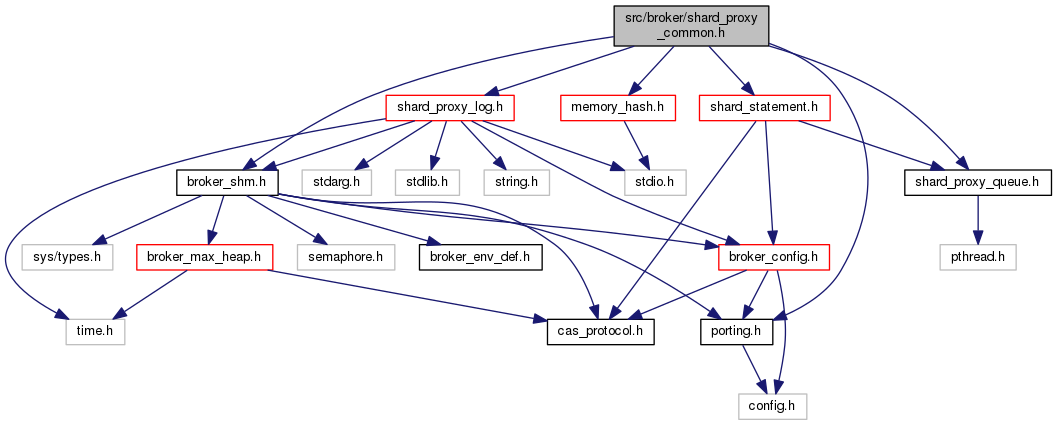 src/broker/shard_proxy
_common.h
shard_proxy_log.h
memory_hash.h
shard_statement.h
broker_shm.h
stdarg.h
stdlib.h
string.h
stdio.h
shard_proxy_queue.h
sys/types.h
broker_max_heap.h
semaphore.h
broker_env_def.h
broker_config.h
pthread.h
time.h
cas_protocol.h
porting.h
config.h